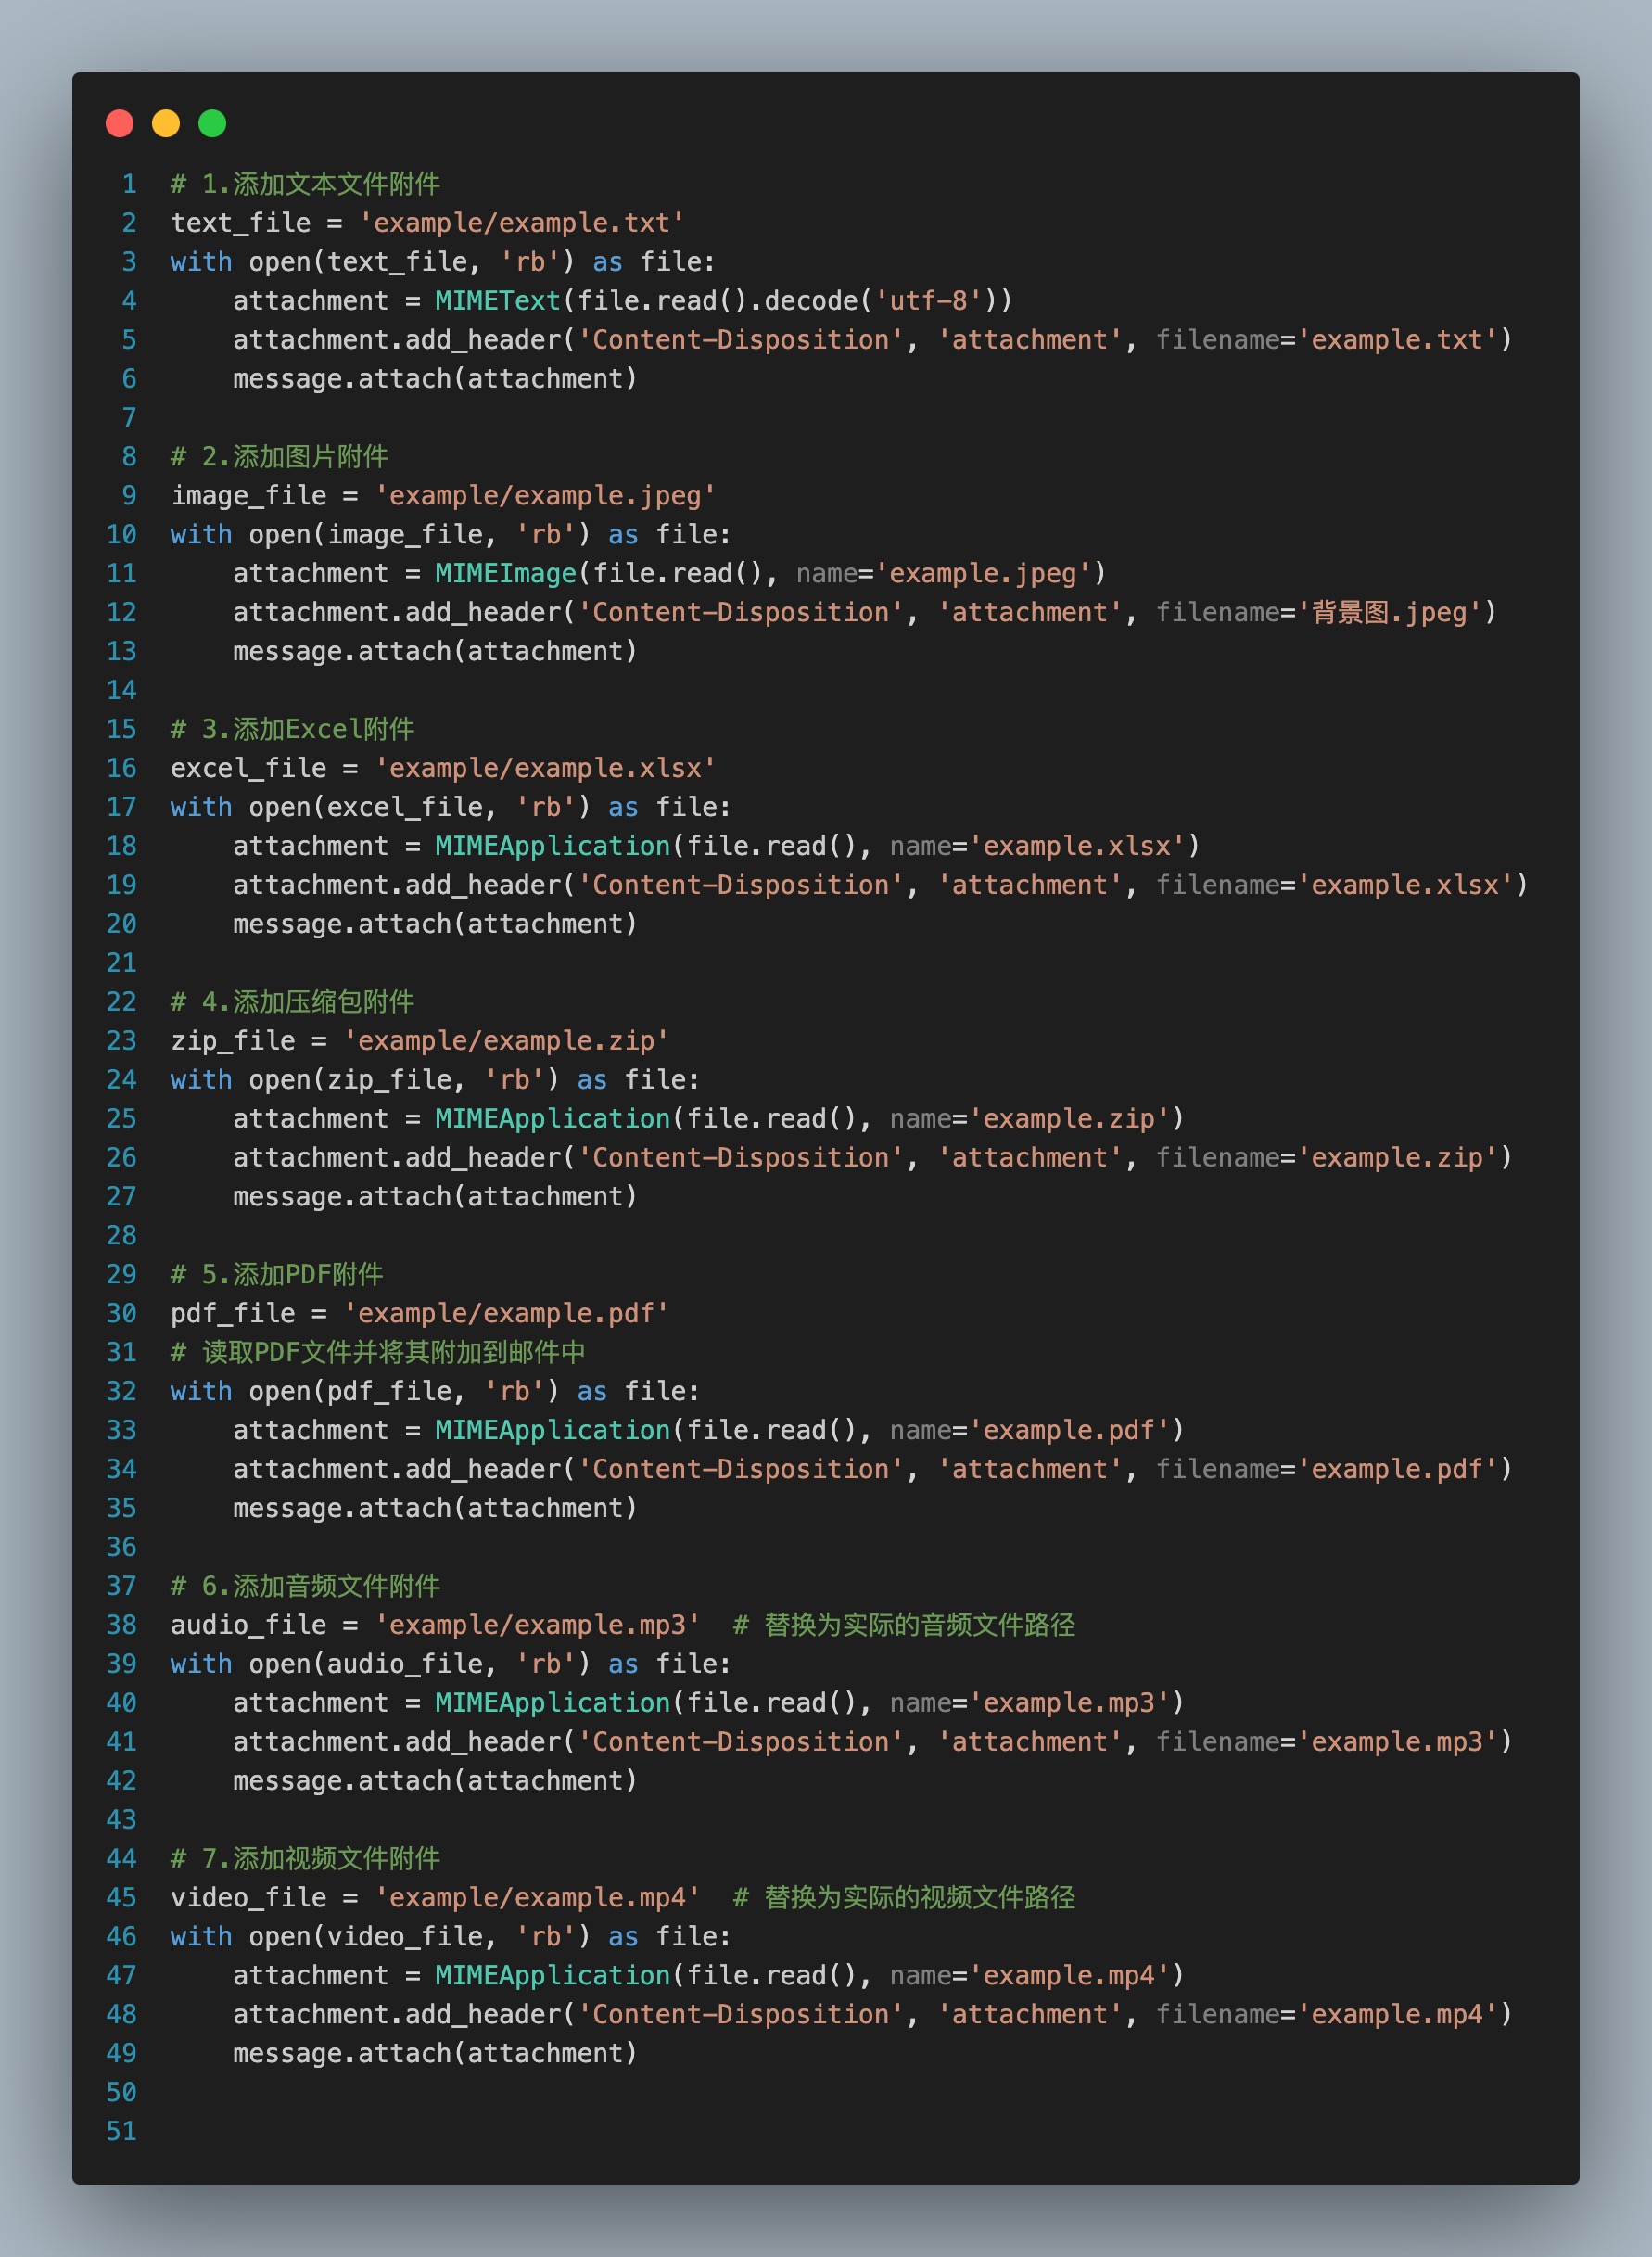 1 # 1.添加文本文件附件
2 text_file = 'example/example.txt'
3 with open(text_file, 'rb') as file:
4     attachment = MIMEText(file.read().decode('utf-8'))
5     attachment.add_header('Content-Disposition', 'attachment', filename='example.txt')
6     message.attach(attachment)
7
8 # 2.添加图片附件
9 image_file = 'example/example.jpeg'
10 with open(image_file, 'rb') as file:
11     attachment = MIMEImage(file.read(), name='example.jpeg')
12     attachment.add_header('Content-Disposition', 'attachment', filename='背景图.jpeg')
13     message.attach(attachment)
14
15 # 3.添加Excel附件
16 excel_file = 'example/example.xlsx'
17 with open(excel_file, 'rb') as file:
18     attachment = MIMEApplication(file.read(), name='example.xlsx')
19     attachment.add_header('Content-Disposition', 'attachment', filename='example.xlsx')
20     message.attach(attachment)
21
22 # 4.添加压缩包附件
23 zip_file = 'example/example.zip'
24 with open(zip_file, 'rb') as file:
25     attachment = MIMEApplication(file.read(), name='example.zip')
26     attachment.add_header('Content-Disposition', 'attachment', filename='example.zip')
27     message.attach(attachment)
28
29 # 5.添加PDF附件
30 pdf_file = 'example/example.pdf'
31 # 读取PDF文件并将其附加到邮件中
32 with open(pdf_file, 'rb') as file:
33     attachment = MIMEApplication(file.read(), name='example.pdf')
34     attachment.add_header('Content-Disposition', 'attachment', filename='example.pdf')
35     message.attach(attachment)
36
37 # 6.添加音频文件附件
38 audio_file = 'example/example.mp3'  # 替换为实际的音频文件路径
39 with open(audio_file, 'rb') as file:
40     attachment = MIMEApplication(file.read(), name='example.mp3')
41     attachment.add_header('Content-Disposition', 'attachment', filename='example.mp3')
42     message.attach(attachment)
43
44 # 7.添加视频文件附件
45 video_file = 'example/example.mp4'  # 替换为实际的视频文件路径
46 with open(video_file, 'rb') as file:
47     attachment = MIMEApplication(file.read(), name='example.mp4')
48     attachment.add_header('Content-Disposition', 'attachment', filename='example.mp4')
49     message.attach(attachment)
50
51